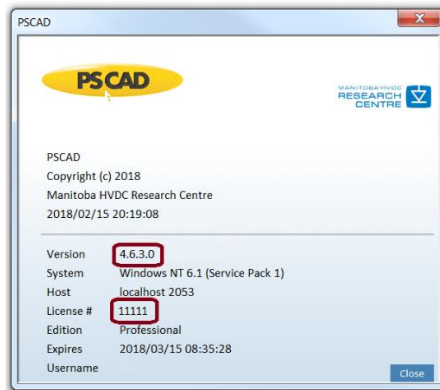 PSCAD
PSCAD
MANITOBA HVDC
RESEARCH
CENTRE
PSCAD
Copyright (c) 2018
Manitoba HVDC Research Centre
2018/02/15 20:19:08
Version 4.6.3.0
System Windows NT 6.1 (Service Pack 1)
Host localhost 2053
License # 11111
Edition Professional
Expires 2018/03/15 08:35:28
Username
Close